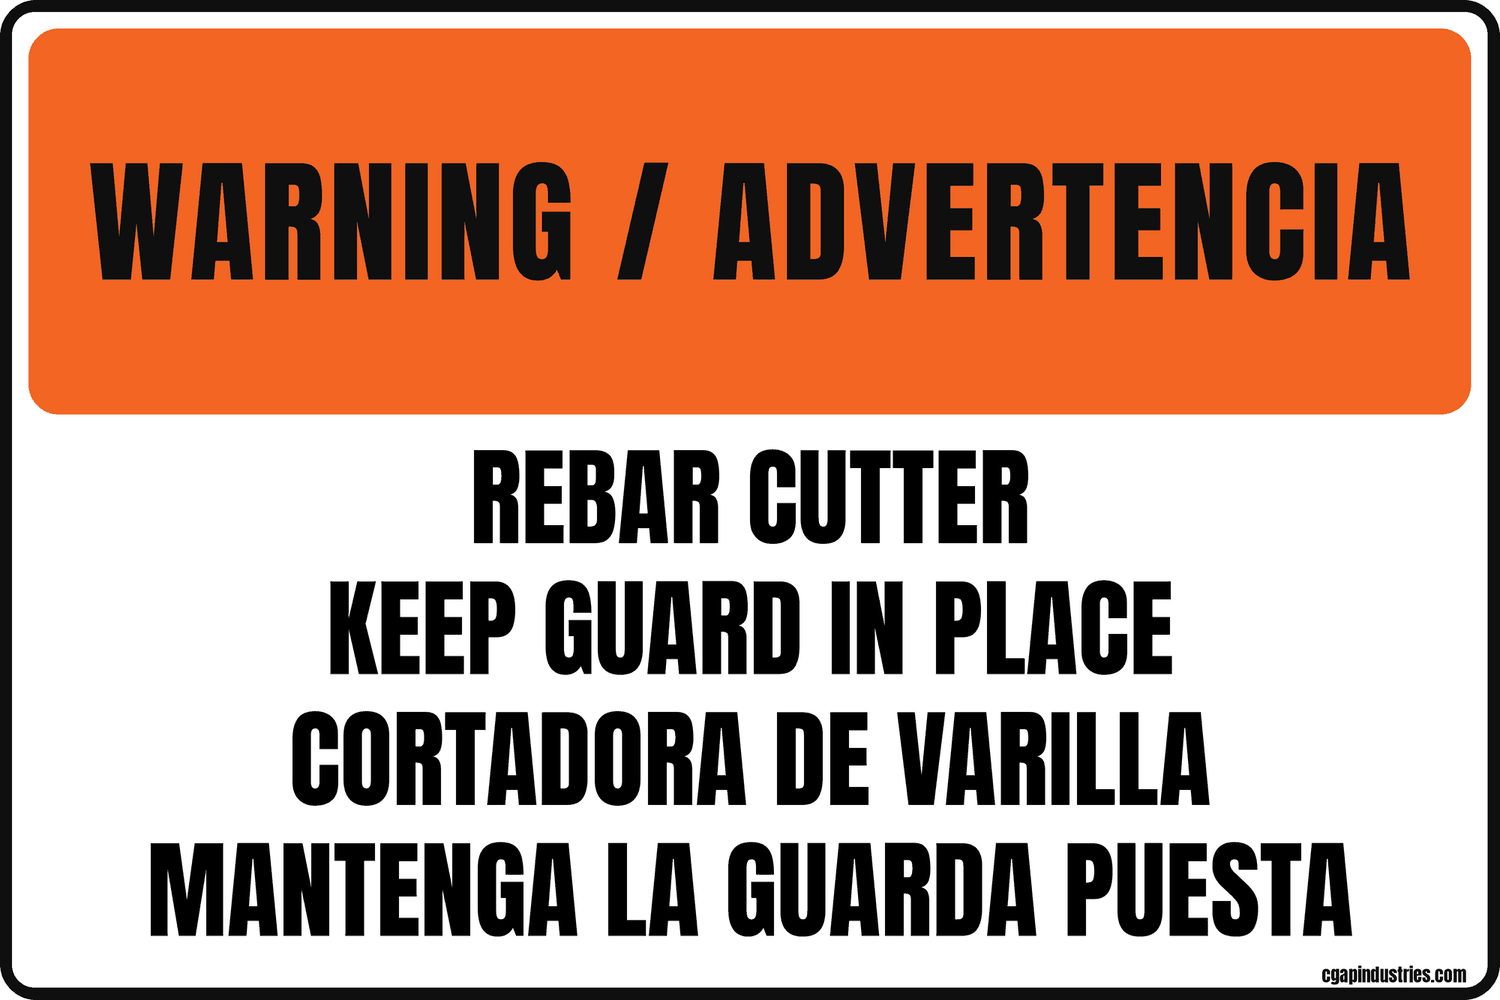 WARNING / ADVERTENCIA
REBAR CUTTER
KEEP GUARD IN PLACE
CORTADORA DE VARILLA
MANTENGA LA GUARDA PUESTA
cgapindustries.com